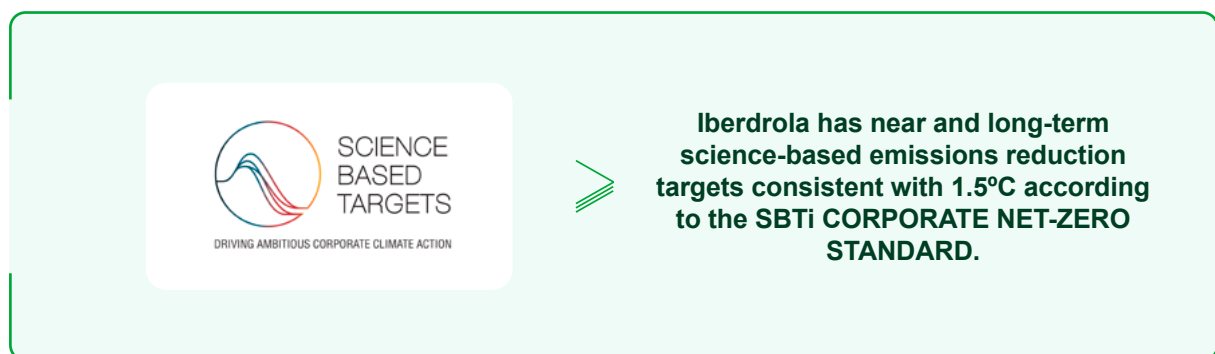 SCIENCE
BASED
TARGETS
DRIVING AMBITIOUS CORPORATE CLIMATE ACTION
Iberdrola has near and long-term
science-based emissions reduction
targets consistent with 1.5ºC according
to the SBTi CORPORATE NET-ZERO
STANDARD.